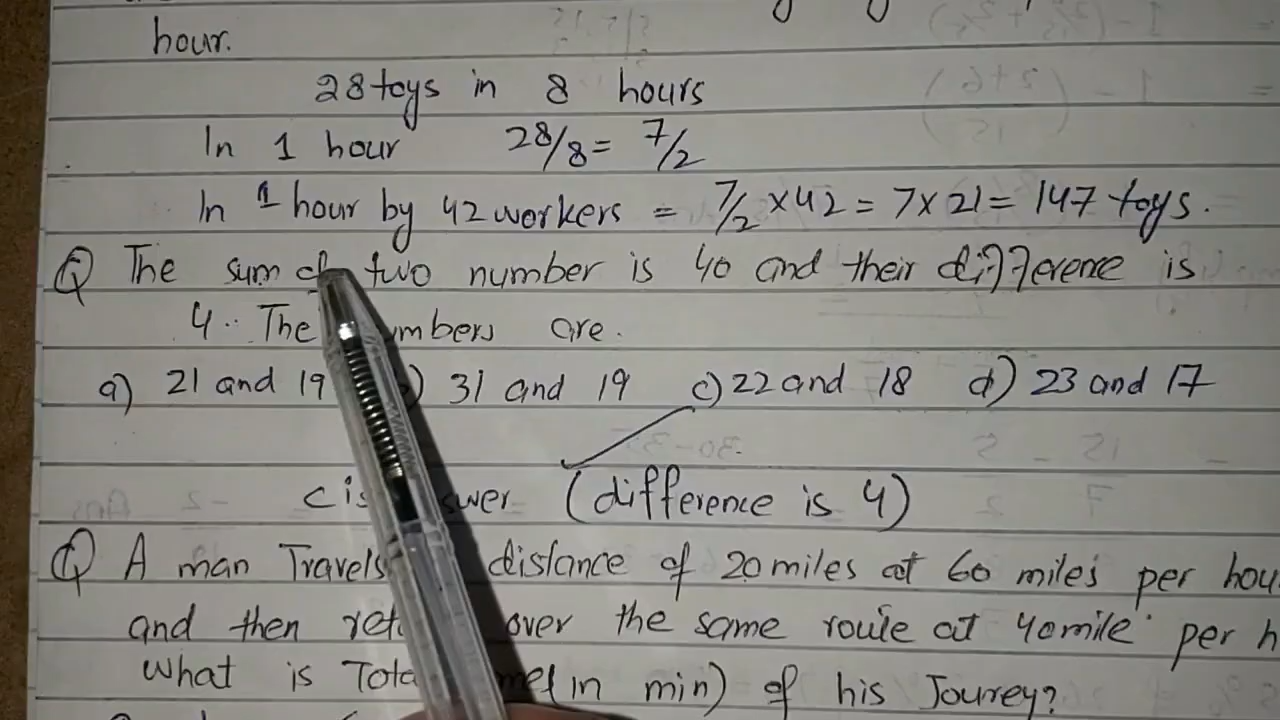 hour.
28 toys in 8 hours
In 1 hour 28/8 = 7/2
In 1 hour by 42 workers = 7/2 × 42 = 7 × 21 = 147 toys.
Q The sum of two number is 40 and their difference is
4. The numbers are.
a) 21 and 19 b) 31 and 19 c) 22 and 18 d) 23 and 17
c is answer (difference is 4)
Q A man Travels distance of 20 miles at 60 miles per hou
and then over the same route at 40 mile per h
What is Total (in min) of his Jourey?